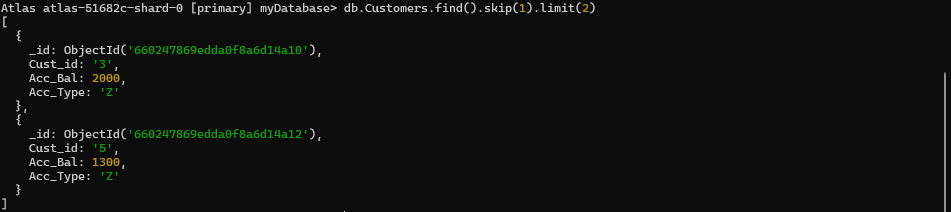 Atlas atlas-51682c-shard-0 [primary] myDatabase> db.Customers.find().skip(1).limit(2)
[
  {
    _id: ObjectId('660247869edda0f8a6d14a10'),
    Cust_id: '3',
    Acc_Bal: 2000,
    Acc_Type: 'Z'
  },
  {
    _id: ObjectId('660247869edda0f8a6d14a12'),
    Cust_id: '5',
    Acc_Bal: 1300,
    Acc_Type: 'Z'
  }
]